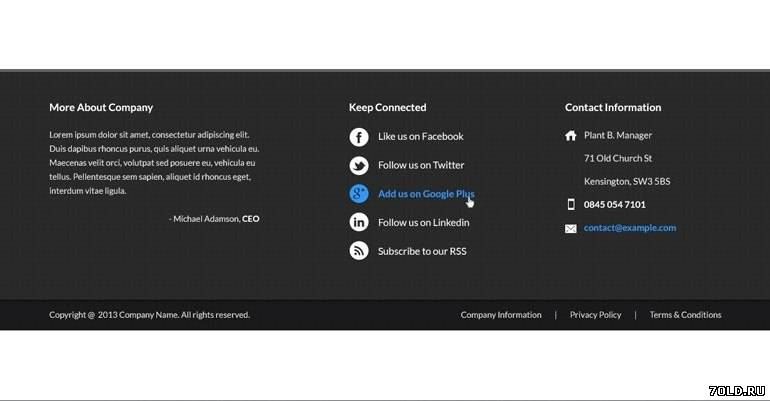 More About Company
Lorem ipsum dolor sit amet, consectetur adipiscing elit.
Duis dapibus rhoncus purus, quis aliquet urna vehicula eu.
Maecenas velit orci, volutpat sed posuere eu, vehicula eu
tellus. Pellentesque sem sapien, aliquet id rhoncus eget,
interdum vitae ligula.
- Michael Adamson, CEO
Keep Connected
Like us on Facebook
Follow us on Twitter
Add us on Google Plus
Follow us on Linkedin
Subscribe to our RSS
Contact Information
Plant B. Manager
71 Old Church St
Kensington, SW3 5BS
0845 054 7101
contact@example.com
Copyright @ 2013 Company Name. All rights reserved.
Company Information | Privacy Policy | Terms & Conditions
7OLD.RU